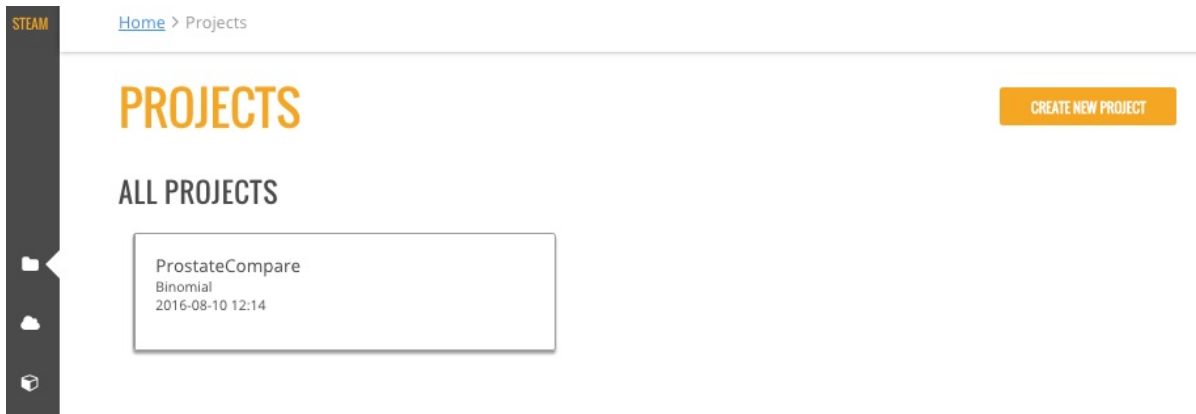 STEAM
Home > Projects
PROJECTS
CREATE NEW PROJECT
ALL PROJECTS
ProstateCompare
Binomial
2016-08-10 12:14